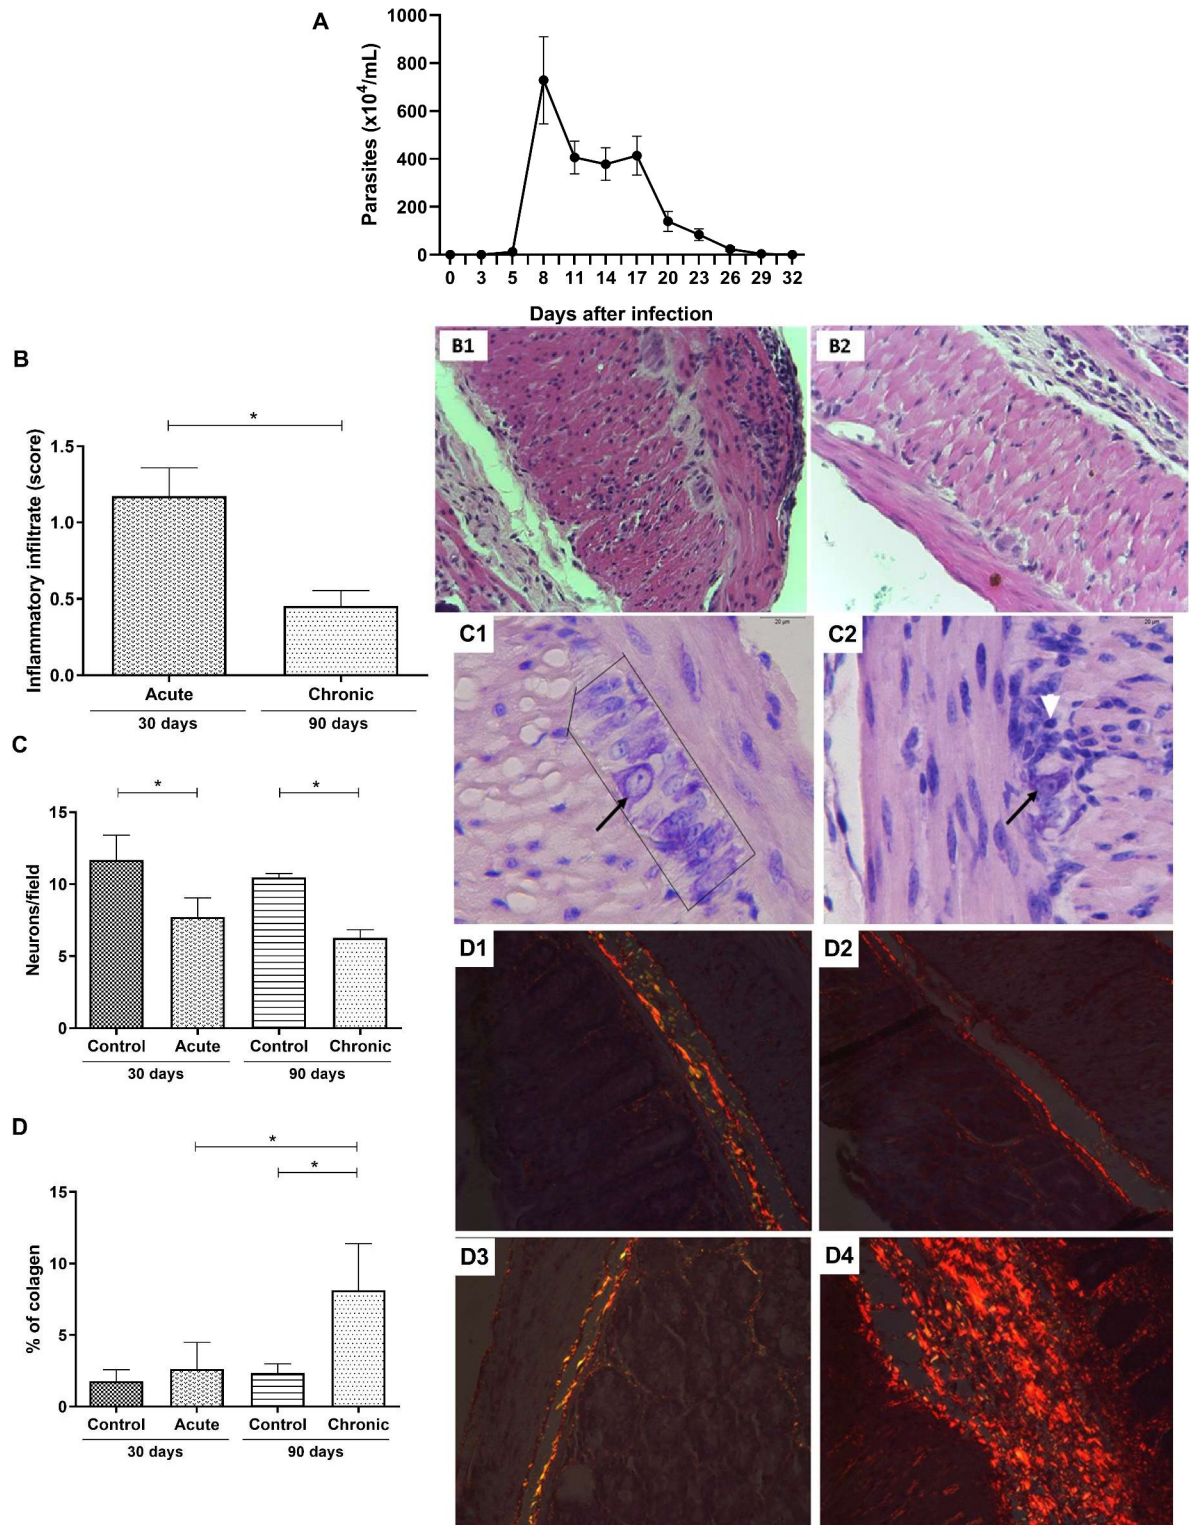 A
Parasites (x10⁴/mL)
1000
800
600
400
200
0
0 3 5 8 11 14 17 20 23 26 29 32
Days after infection
B
Inflammatory infiltrate (score)
*
1.5
1.0
0.5
0.0
Acute Chronic
30 days 90 days
B1
B2
C
Neurons/field
* *
15
10
5
0
Control Acute Control Chronic
30 days 90 days
C1
20 µm
C2
20 µm
D
% of colagen
*
*
15
10
5
0
Control Acute Control Chronic
30 days 90 days
D1
D2
D3
D4